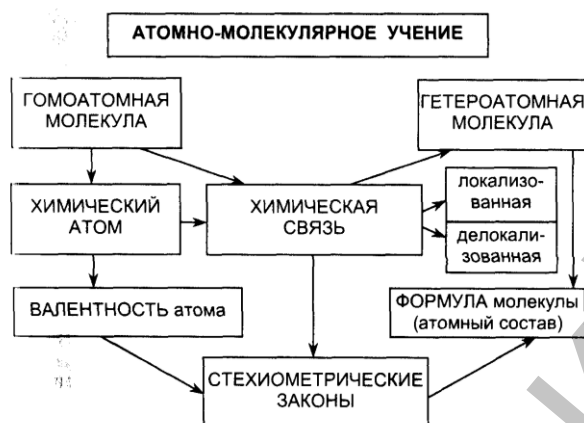 АТОМНО-МОЛЕКУЛЯРНОЕ УЧЕНИЕ
ГОМОАТОМНАЯ
МОЛЕКУЛА
ГЕТЕРОАТОМНАЯ
МОЛЕКУЛА
ХИМИЧЕСКИЙ
АТОМ
ХИМИЧЕСКАЯ
СВЯЗЬ
локализо-
ванная
делокали-
зованная
ВАЛЕНТНОСТЬ атома
ФОРМУЛА молекулы
(атомный состав)
СТЕХИОМЕТРИЧЕСКИЕ
ЗАКОНЫ